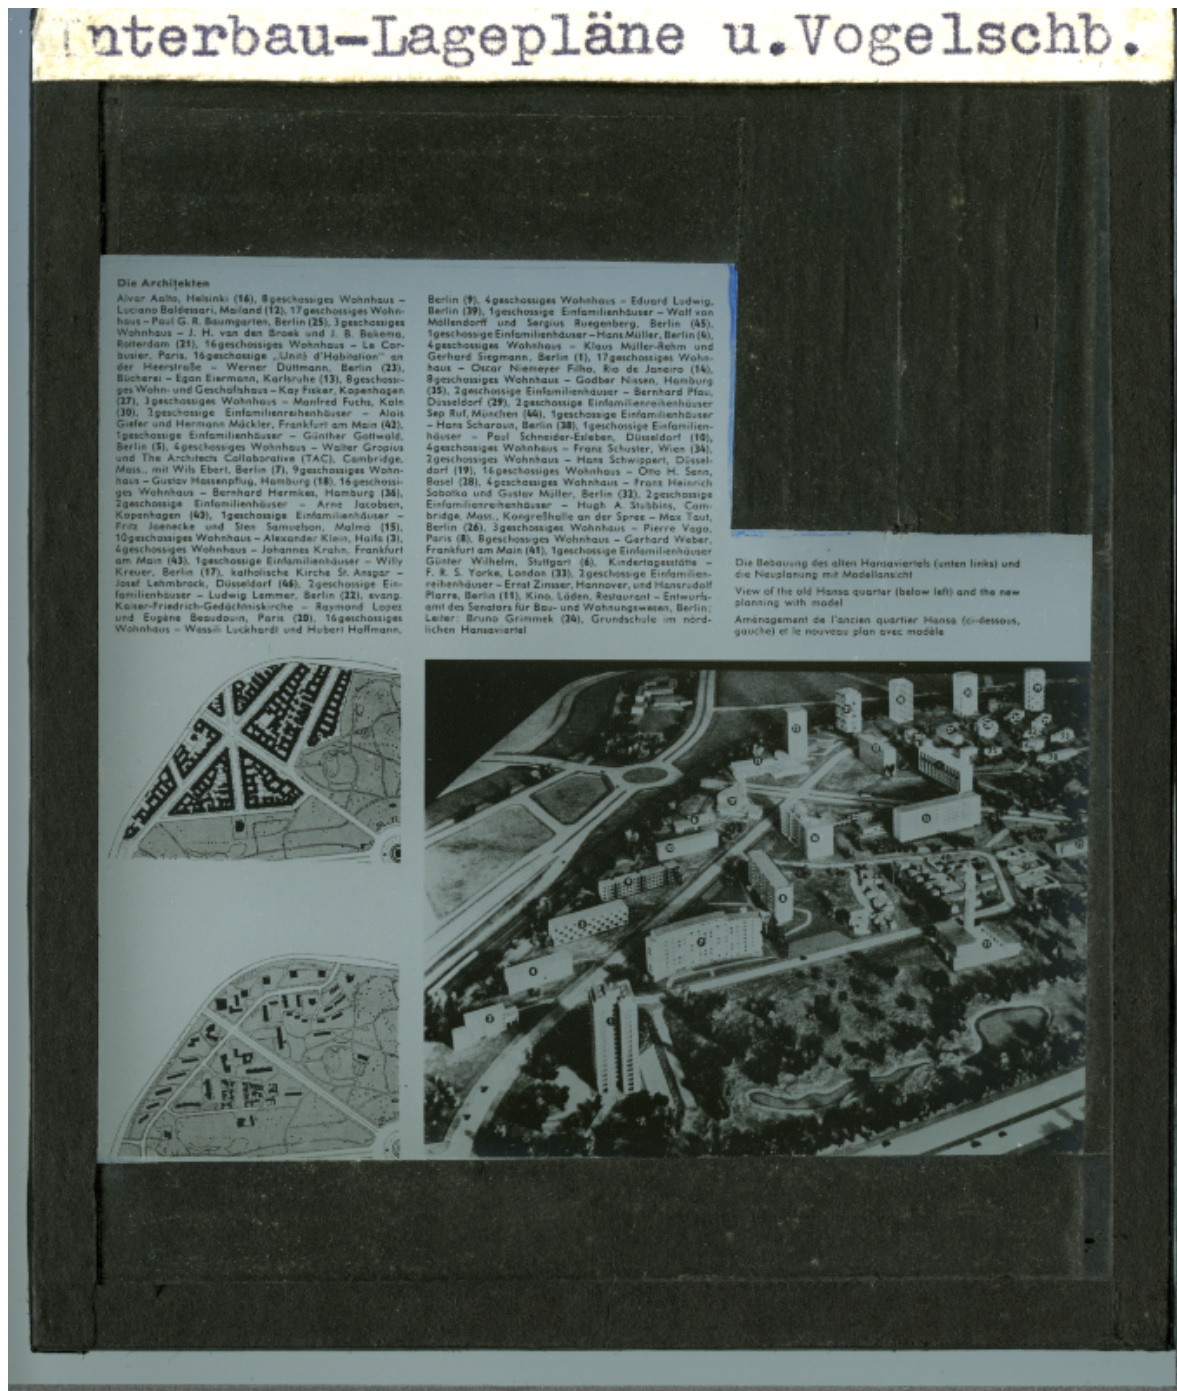 nterbau-Lagepläne u.Vogelschb.
Die Architekten
Alvar Aalto, Helsinki (16), 8geschossiges Wohnhaus –
Luciano Baldessari, Mailand (12), 17geschossiges Wohn-
haus – Paul G. R. Baumgarten, Berlin (25), 3geschossiges
Wohnhaus – J. H. van den Broek und J. B. Bakema,
Rotterdam (21), 16geschossiges Wohnhaus – Le Cor-
busier, Paris, 16geschossige „Unité d'Habitation" an
der Heerstraße – Werner Düttmann, Berlin (23),
Bücherei – Egon Eiermann, Karlsruhe (13), 8geschossi-
ges Wohn- und Geschäftshaus – Kay Fisker, Kopenhagen
(27), 3geschossiges Wohnhaus – Manfred Fuchs, Köln
(30), 2geschossige Einfamilienreihenhäuser – Alois
Giefer und Hermann Mäckler, Frankfurt am Main (42),
1geschossige Einfamilienhäuser – Günther Gottwald,
Berlin (5), 4geschossiges Wohnhaus – Walter Gropius
und The Architects Collaborative (TAC), Cambridge,
Mass., mit Wils Ebert, Berlin (7), 9geschossiges Wohn-
haus – Gustav Hassenpflug, Hamburg (18), 16geschossi-
ges Wohnhaus – Bernhard Hermkes, Hamburg (36),
2geschossige Einfamilienhäuser – Arne Jacobsen,
Kopenhagen (40), 1geschossige Einfamilienhäuser –
Fritz Jaenecke und Sten Samuelson, Malmö (15),
10geschossiges Wohnhaus – Alexander Klein, Haifa (3),
4geschossiges Wohnhaus – Johannes Krahn, Frankfurt
am Main (43), 1geschossige Einfamilienhäuser – Willy
Kreuer, Berlin (17), katholische Kirche St. Ansgar –
Josef Lehmbrock, Düsseldorf (46), 2geschossige Ein-
familienhäuser – Ludwig Lemmer, Berlin (22), evang.
Kaiser-Friedrich-Gedächtniskirche – Raymond Lopez
und Eugène Beaudouin, Paris (20), 16geschossiges
Wohnhaus – Wassili Luckhardt und Hubert Hoffmann,
Berlin (9), 4geschossiges Wohnhaus – Eduard Ludwig,
Berlin (39), 1geschossige Einfamilienhäuser – Wolf von
Möllendorff und Sergius Ruegenberg, Berlin (45),
1geschossige Einfamilienhäuser – Hans Müller, Berlin (4),
4geschossiges Wohnhaus – Klaus Müller-Rehm und
Gerhard Siegmann, Berlin (1), 17geschossiges Wohn-
haus – Oscar Niemeyer Filho, Rio de Janeiro (14),
8geschossiges Wohnhaus – Godber Nissen, Hamburg
(35), 2geschossige Einfamilienhäuser – Bernhard Pfau,
Düsseldorf (29), 2geschossige Einfamilienreihenhäuser
Sep Ruf, München (44), 1geschossige Einfamilienhäuser
– Hans Scharoun, Berlin (38), 1geschossige Einfamilien-
häuser – Paul Schneider-Esleben, Düsseldorf (10),
4geschossiges Wohnhaus – Franz Schuster, Wien (34),
2geschossiges Wohnhaus – Hans Schwippert, Düssel-
dorf (19), 16geschossiges Wohnhaus – Otto H. Senn,
Basel (28), 4geschossiges Wohnhaus – Franz Heinrich
Sobotka und Gustav Müller, Berlin (32), 2geschossige
Einfamilienreihenhäuser – Hugh A. Stubbins, Cam-
bridge, Mass., Kongreßhalle an der Spree – Max Taut,
Berlin (26), 3geschossiges Wohnhaus – Pierre Vago,
Paris (8), 8geschossiges Wohnhaus – Gerhard Weber,
Frankfurt am Main (41), 1geschossige Einfamilienhäuser
Günter Wilhelm, Stuttgart (6), Kindertagesstätte –
F. R. S. Yorke, London (33), 2geschossige Einfamilien-
reihenhäuser – Ernst Zinsser, Hannover, und Hansrudolf
Plarre, Berlin (11), Kino, Läden, Restaurant – Entwurfs-
amt des Senators für Bau- und Wohnungswesen, Berlin;
Leiter: Bruno Grimmek (24), Grundschule im nörd-
lichen Hansaviertel
Die Bebauung des alten Hansaviertels (unten links) und
die Neuplanung mit Modellansicht
View of the old Hansa quarter (below left) and the new
planning with model
Aménagement de l'ancien quartier Hansa (ci-dessous,
gauche) et le nouveau plan avec modèle